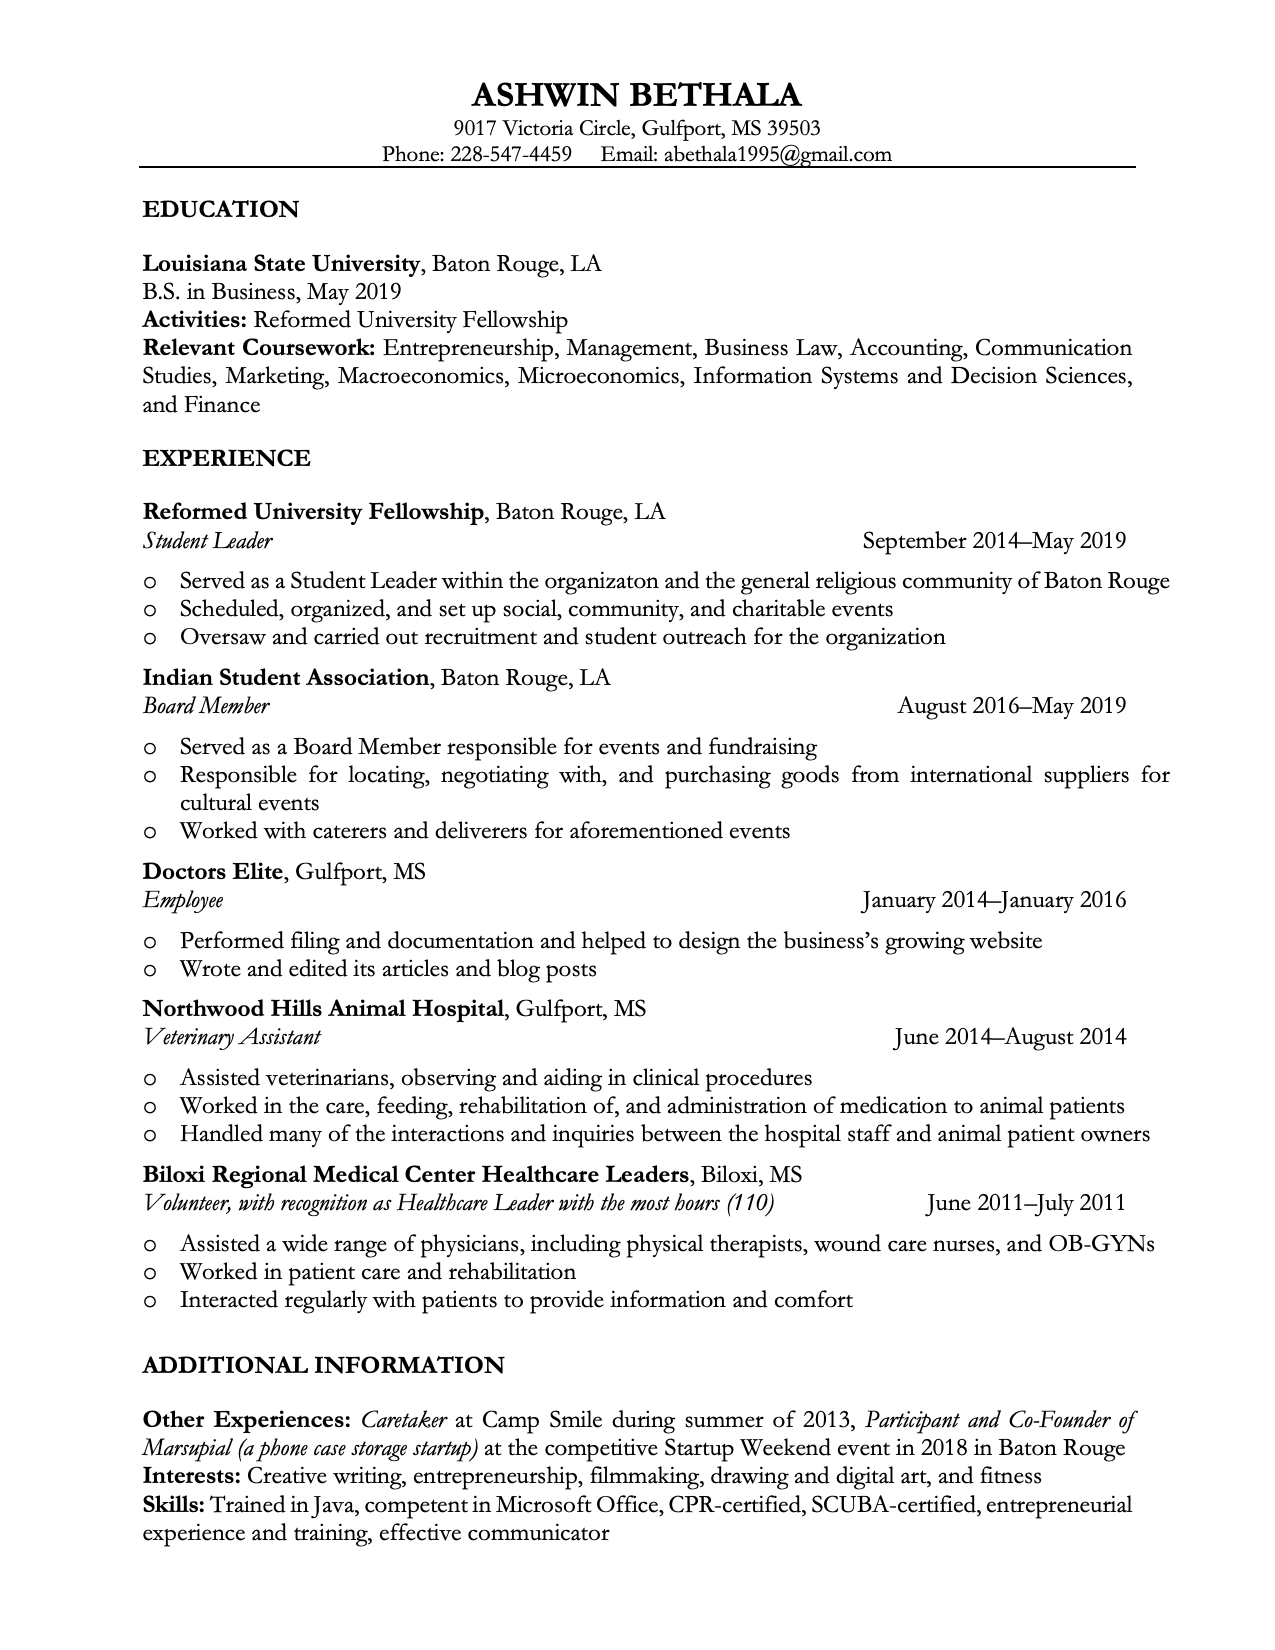 ASHWIN BETHALA
9017 Victoria Circle, Gulfport, MS 39503
Phone: 228-547-4459 Email: abethala1995@gmail.com
EDUCATION
Louisiana State University, Baton Rouge, LA
B.S. in Business, May 2019
Activities: Reformed University Fellowship
Relevant Coursework: Entrepreneurship, Management, Business Law, Accounting, Communication
Studies, Marketing, Macroeconomics, Microeconomics, Information Systems and Decision Sciences,
and Finance
EXPERIENCE
Reformed University Fellowship, Baton Rouge, LA
Student Leader September 2014–May 2019
o Served as a Student Leader within the organizaton and the general religious community of Baton Rouge
o Scheduled, organized, and set up social, community, and charitable events
o Oversaw and carried out recruitment and student outreach for the organization
Indian Student Association, Baton Rouge, LA
Board Member August 2016–May 2019
o Served as a Board Member responsible for events and fundraising
o Responsible for locating, negotiating with, and purchasing goods from international suppliers for
cultural events
o Worked with caterers and deliverers for aforementioned events
Doctors Elite, Gulfport, MS
Employee January 2014–January 2016
o Performed filing and documentation and helped to design the business’s growing website
o Wrote and edited its articles and blog posts
Northwood Hills Animal Hospital, Gulfport, MS
Veterinary Assistant June 2014–August 2014
o Assisted veterinarians, observing and aiding in clinical procedures
o Worked in the care, feeding, rehabilitation of, and administration of medication to animal patients
o Handled many of the interactions and inquiries between the hospital staff and animal patient owners
Biloxi Regional Medical Center Healthcare Leaders, Biloxi, MS
Volunteer, with recognition as Healthcare Leader with the most hours (110) June 2011–July 2011
o Assisted a wide range of physicians, including physical therapists, wound care nurses, and OB-GYNs
o Worked in patient care and rehabilitation
o Interacted regularly with patients to provide information and comfort
ADDITIONAL INFORMATION
Other Experiences: Caretaker at Camp Smile during summer of 2013, Participant and Co-Founder of
Marsupial (a phone case storage startup) at the competitive Startup Weekend event in 2018 in Baton Rouge
Interests: Creative writing, entrepreneurship, filmmaking, drawing and digital art, and fitness
Skills: Trained in Java, competent in Microsoft Office, CPR-certified, SCUBA-certified, entrepreneurial
experience and training, effective communicator